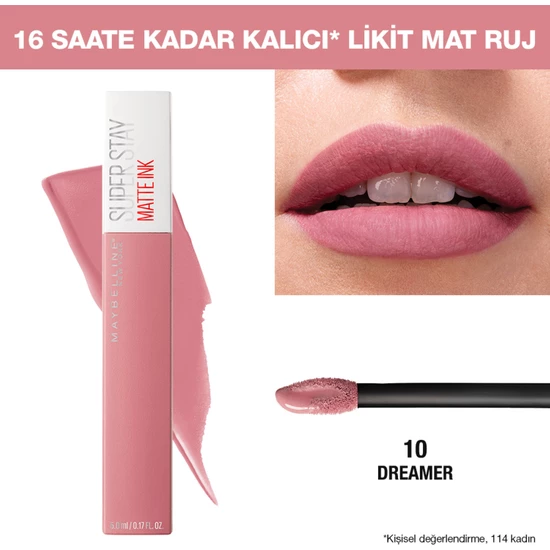 16 SAATE KADAR KALICI* LİKİT MAT RUJ
SUPER STAY
MATTE INK
MAYBELLINE
5.0 ml / 0.17 FL. OZ.
10
DREAMER
*Kişisel değerlendirme, 114 kadın